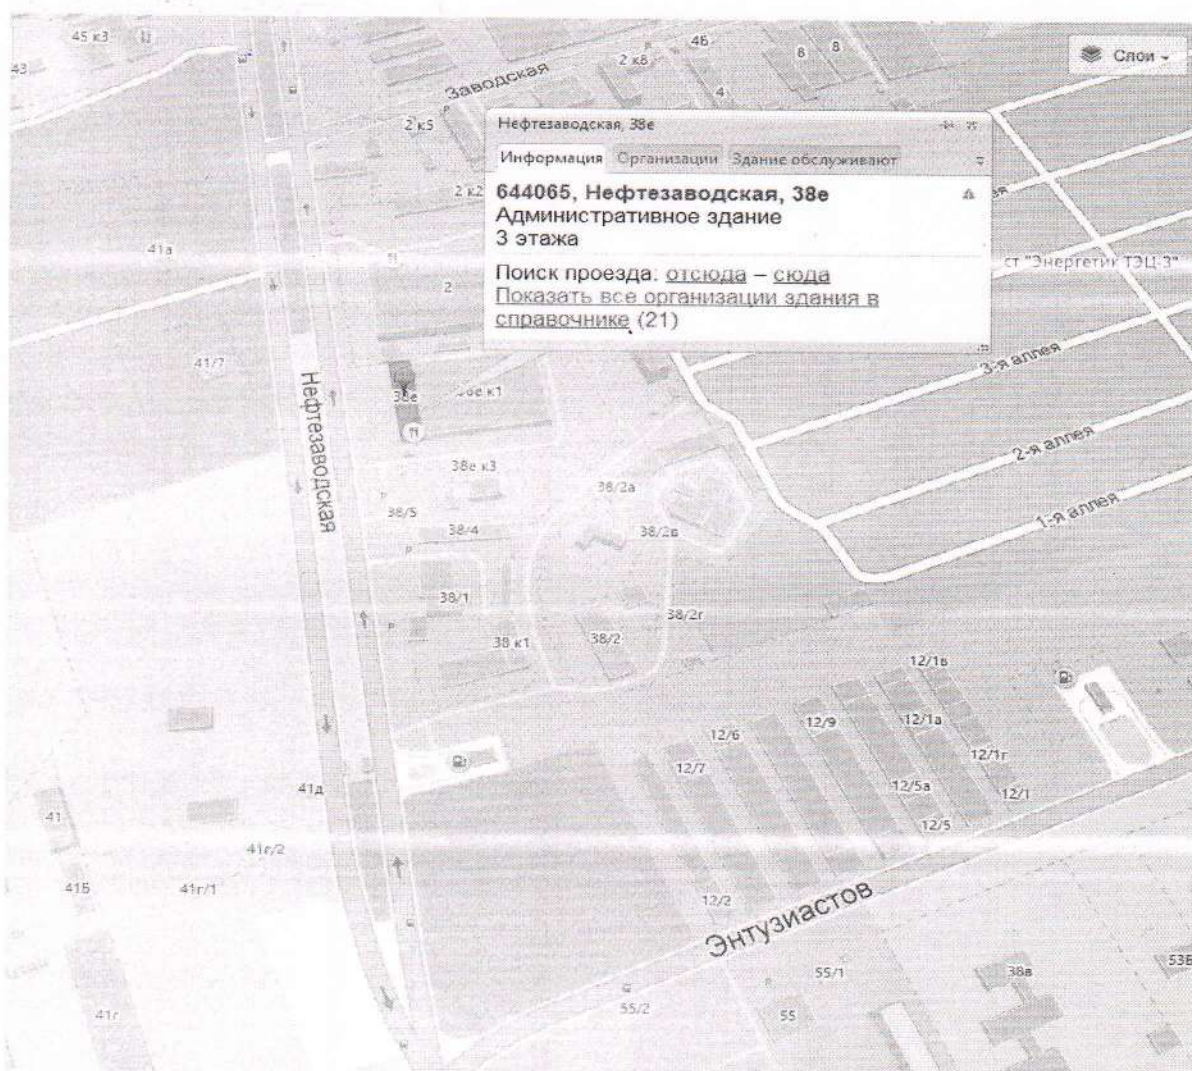 45 к3
4Б
8
8
Слои
43
2 к8
Заводская
4
2 к5
Нефтезаводская, 38е
Информация Организации Здание обслуживают
2 к2
644065, Нефтезаводская, 38е
Административное здание
3 этажа
41а
ст "Энергетик ТЭЦ-3"
Поиск проезда: отсюда – сюда
Показать все организации здания в
справочнике (21)
2
41/7
3-я аллея
Нефтезаводская
38е
38е к1
2-я аллея
38е к3
38/2а
1-я аллея
38/5
38/4
38/2в
38/1
38/2г
38 к1
38/2
12/1в
12/9
12/1а
12/6
12/1г
12/7
41д
12/5а
12/1
41
12/5
41г/2
41Б
41г/1
12/2
Энтузиастов
55/1
38в
53В
55/2
55
41г